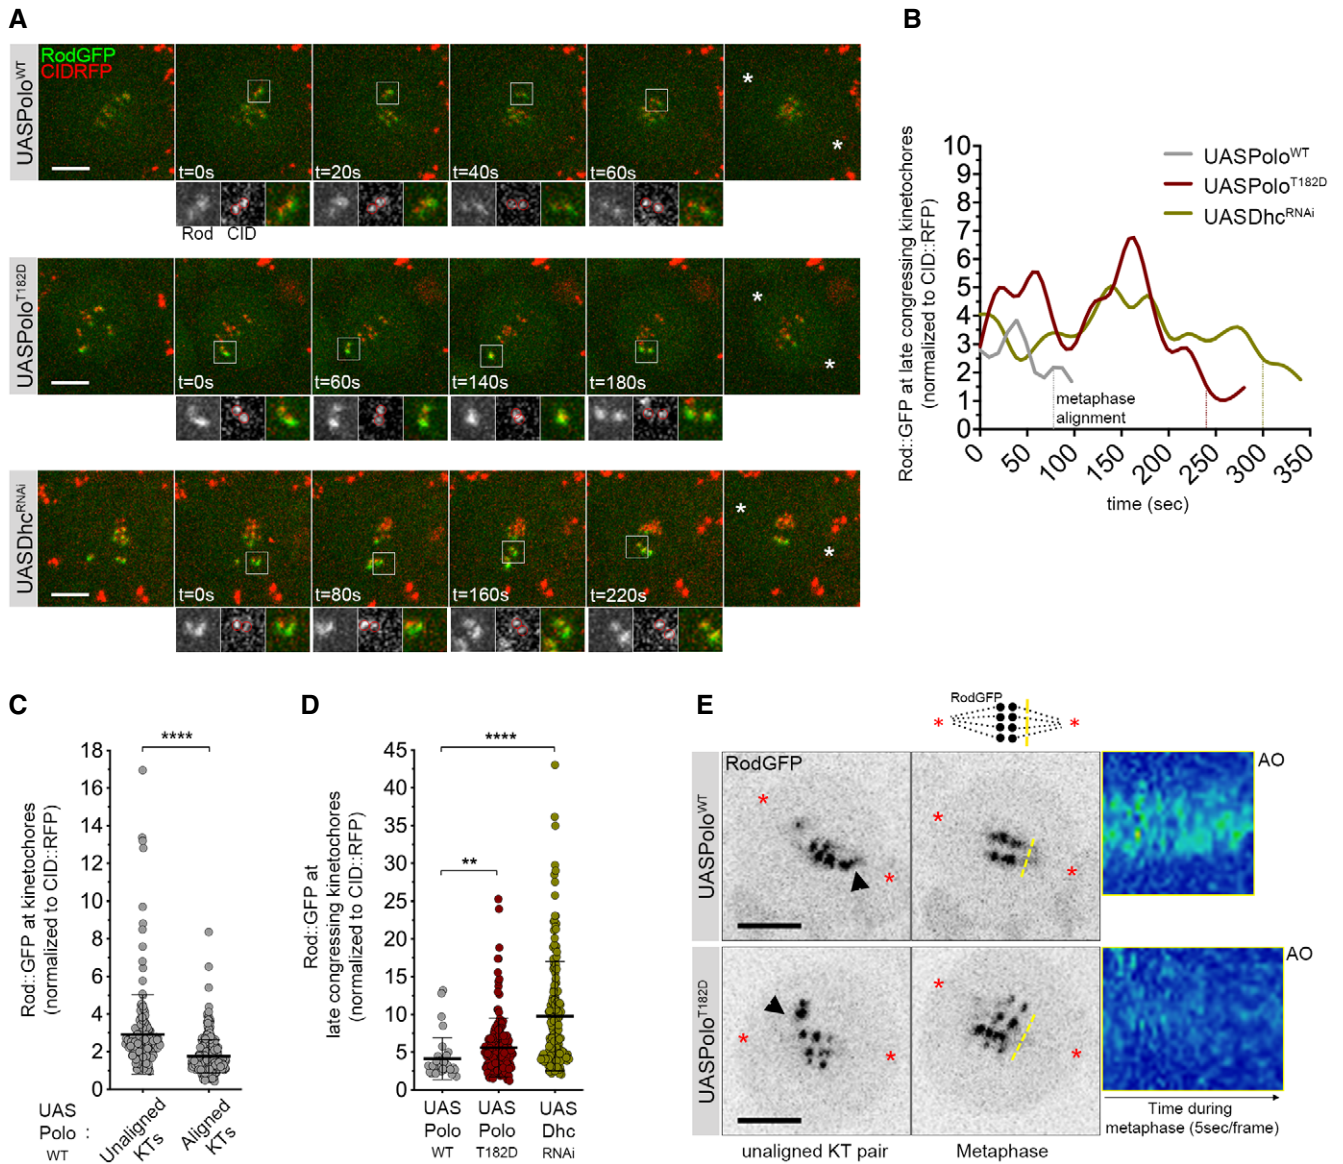 A
RodGFP
CIDRFP
UASPolo^WT
t=0s
t=20s
t=40s
t=60s
*
*
Rod CID
UASPolo^T182D
t=0s
t=60s
t=140s
t=180s
*
*
UASDhc^RNAi
t=0s
t=80s
t=160s
t=220s
*
*
B
Rod::GFP at late congressing kinetochores
(normalized to CID::RFP)
10
9
8
7
6
5
4
3
2
1
0
UASPolo^WT
UASPolo^T182D
UASDhc^RNAi
metaphase
alignment
0 50 100 150 200 250 300 350
time (sec)
C
Rod::GFP at kinetochores
(normalized to CID::RFP)
18
16
14
12
10
8
6
4
2
0
****
UAS
Polo :
WT
Unaligned
KTs
Aligned
KTs
D
Rod::GFP at
late congressing kinetochores
(normalized to CID::RFP)
45
40
35
30
25
20
15
10
5
0
****
**
UAS
Polo
WT
UAS
Polo
T182D
UAS
Dhc
RNAi
E
RodGFP
*
*
UASPolo^WT
RodGFP
*
*
*
*
AO
UASPolo^T182D
*
*
*
*
AO
unaligned KT pair
Metaphase
Time during
metaphase (5sec/frame)